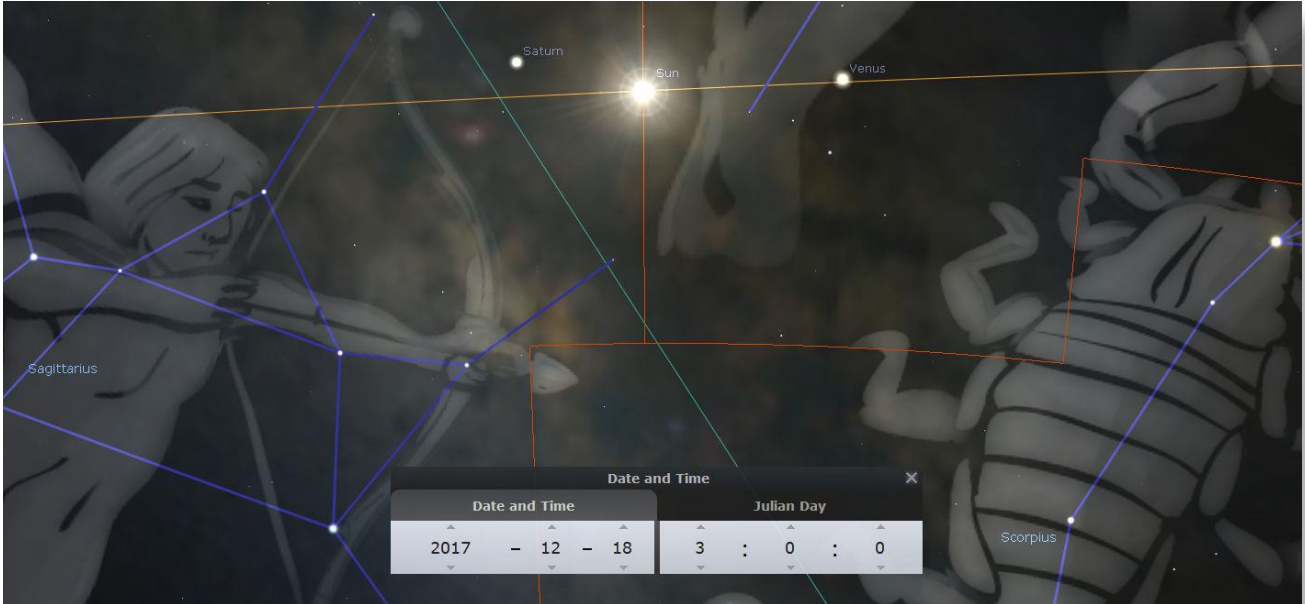 Saturn
Sun
Venus
Sagittarius
Date and Time
Date and Time Julian Day
2017 - 12 - 18 3 : 0 : 0
Scorpius